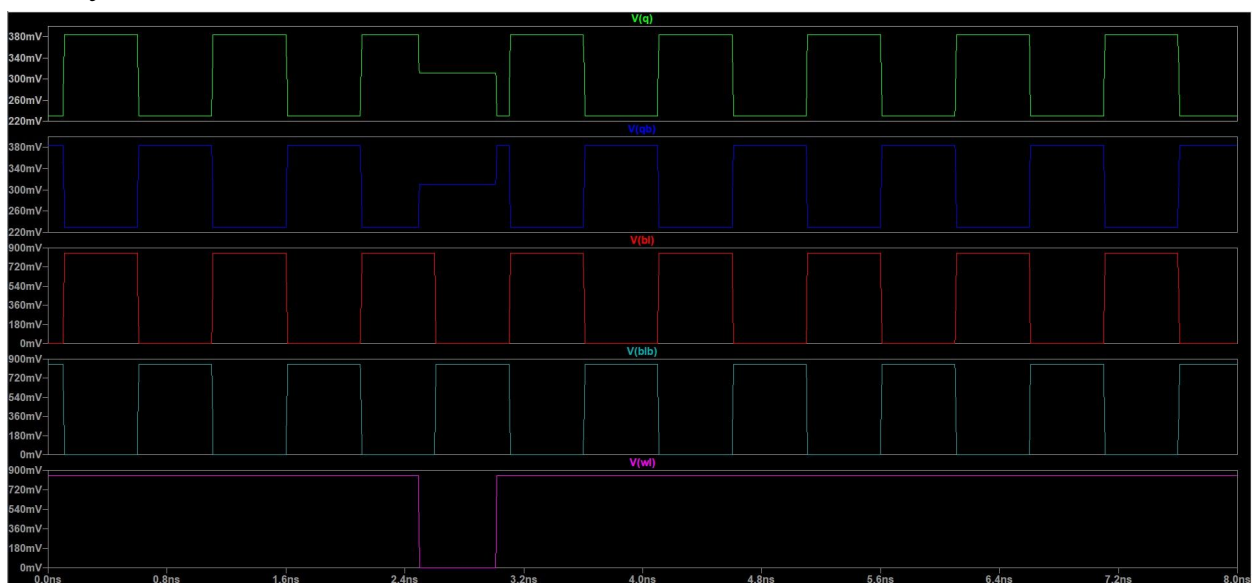 V(q)
380mV
340mV
300mV
260mV
220mV
V(qb)
380mV
340mV
300mV
260mV
220mV
V(bl)
900mV
720mV
540mV
360mV
180mV
0mV
V(blb)
900mV
720mV
540mV
360mV
180mV
0mV
V(wl)
900mV
720mV
540mV
360mV
180mV
0mV
0.0ns 0.8ns 1.6ns 2.4ns 3.2ns 4.0ns 4.8ns 5.6ns 6.4ns 7.2ns 8.0ns